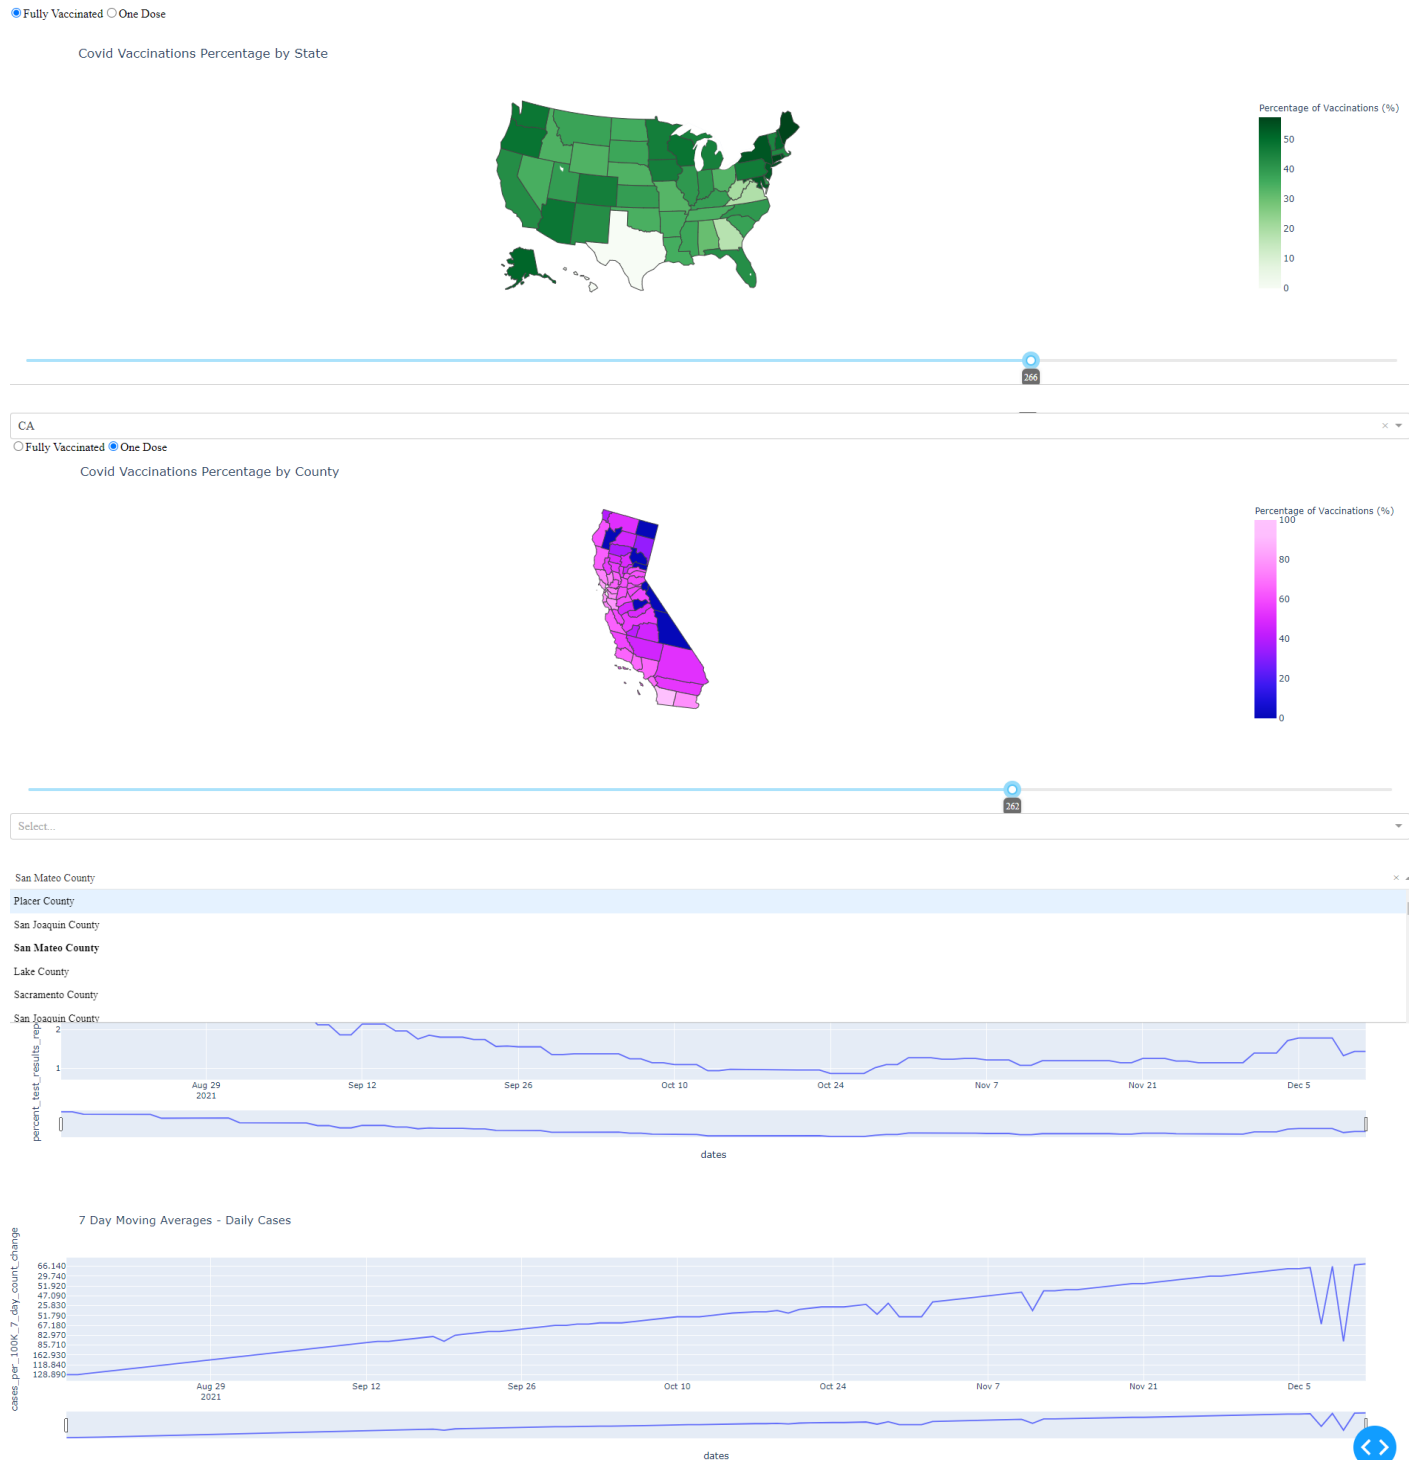 Fully Vaccinated One Dose
Covid Vaccinations Percentage by State
Percentage of Vaccinations (%)
50
40
30
20
10
0
266
CA
Fully Vaccinated One Dose
Covid Vaccinations Percentage by County
Percentage of Vaccinations (%)
100
80
60
40
20
0
262
Select...
San Mateo County
Placer County
San Joaquin County
San Mateo County
Lake County
Sacramento County
San Joaquin County
percent_test_results_rep
2
1
Aug 29
2021
Sep 12
Sep 26
Oct 10
Oct 24
Nov 7
Nov 21
Dec 5
dates
7 Day Moving Averages - Daily Cases
cases_per_100K_7_day_count_change
66.140
29.740
51.920
47.090
25.830
51.790
67.180
82.970
85.710
162.930
118.840
128.890
Aug 29
2021
Sep 12
Sep 26
Oct 10
Oct 24
Nov 7
Nov 21
Dec 5
dates